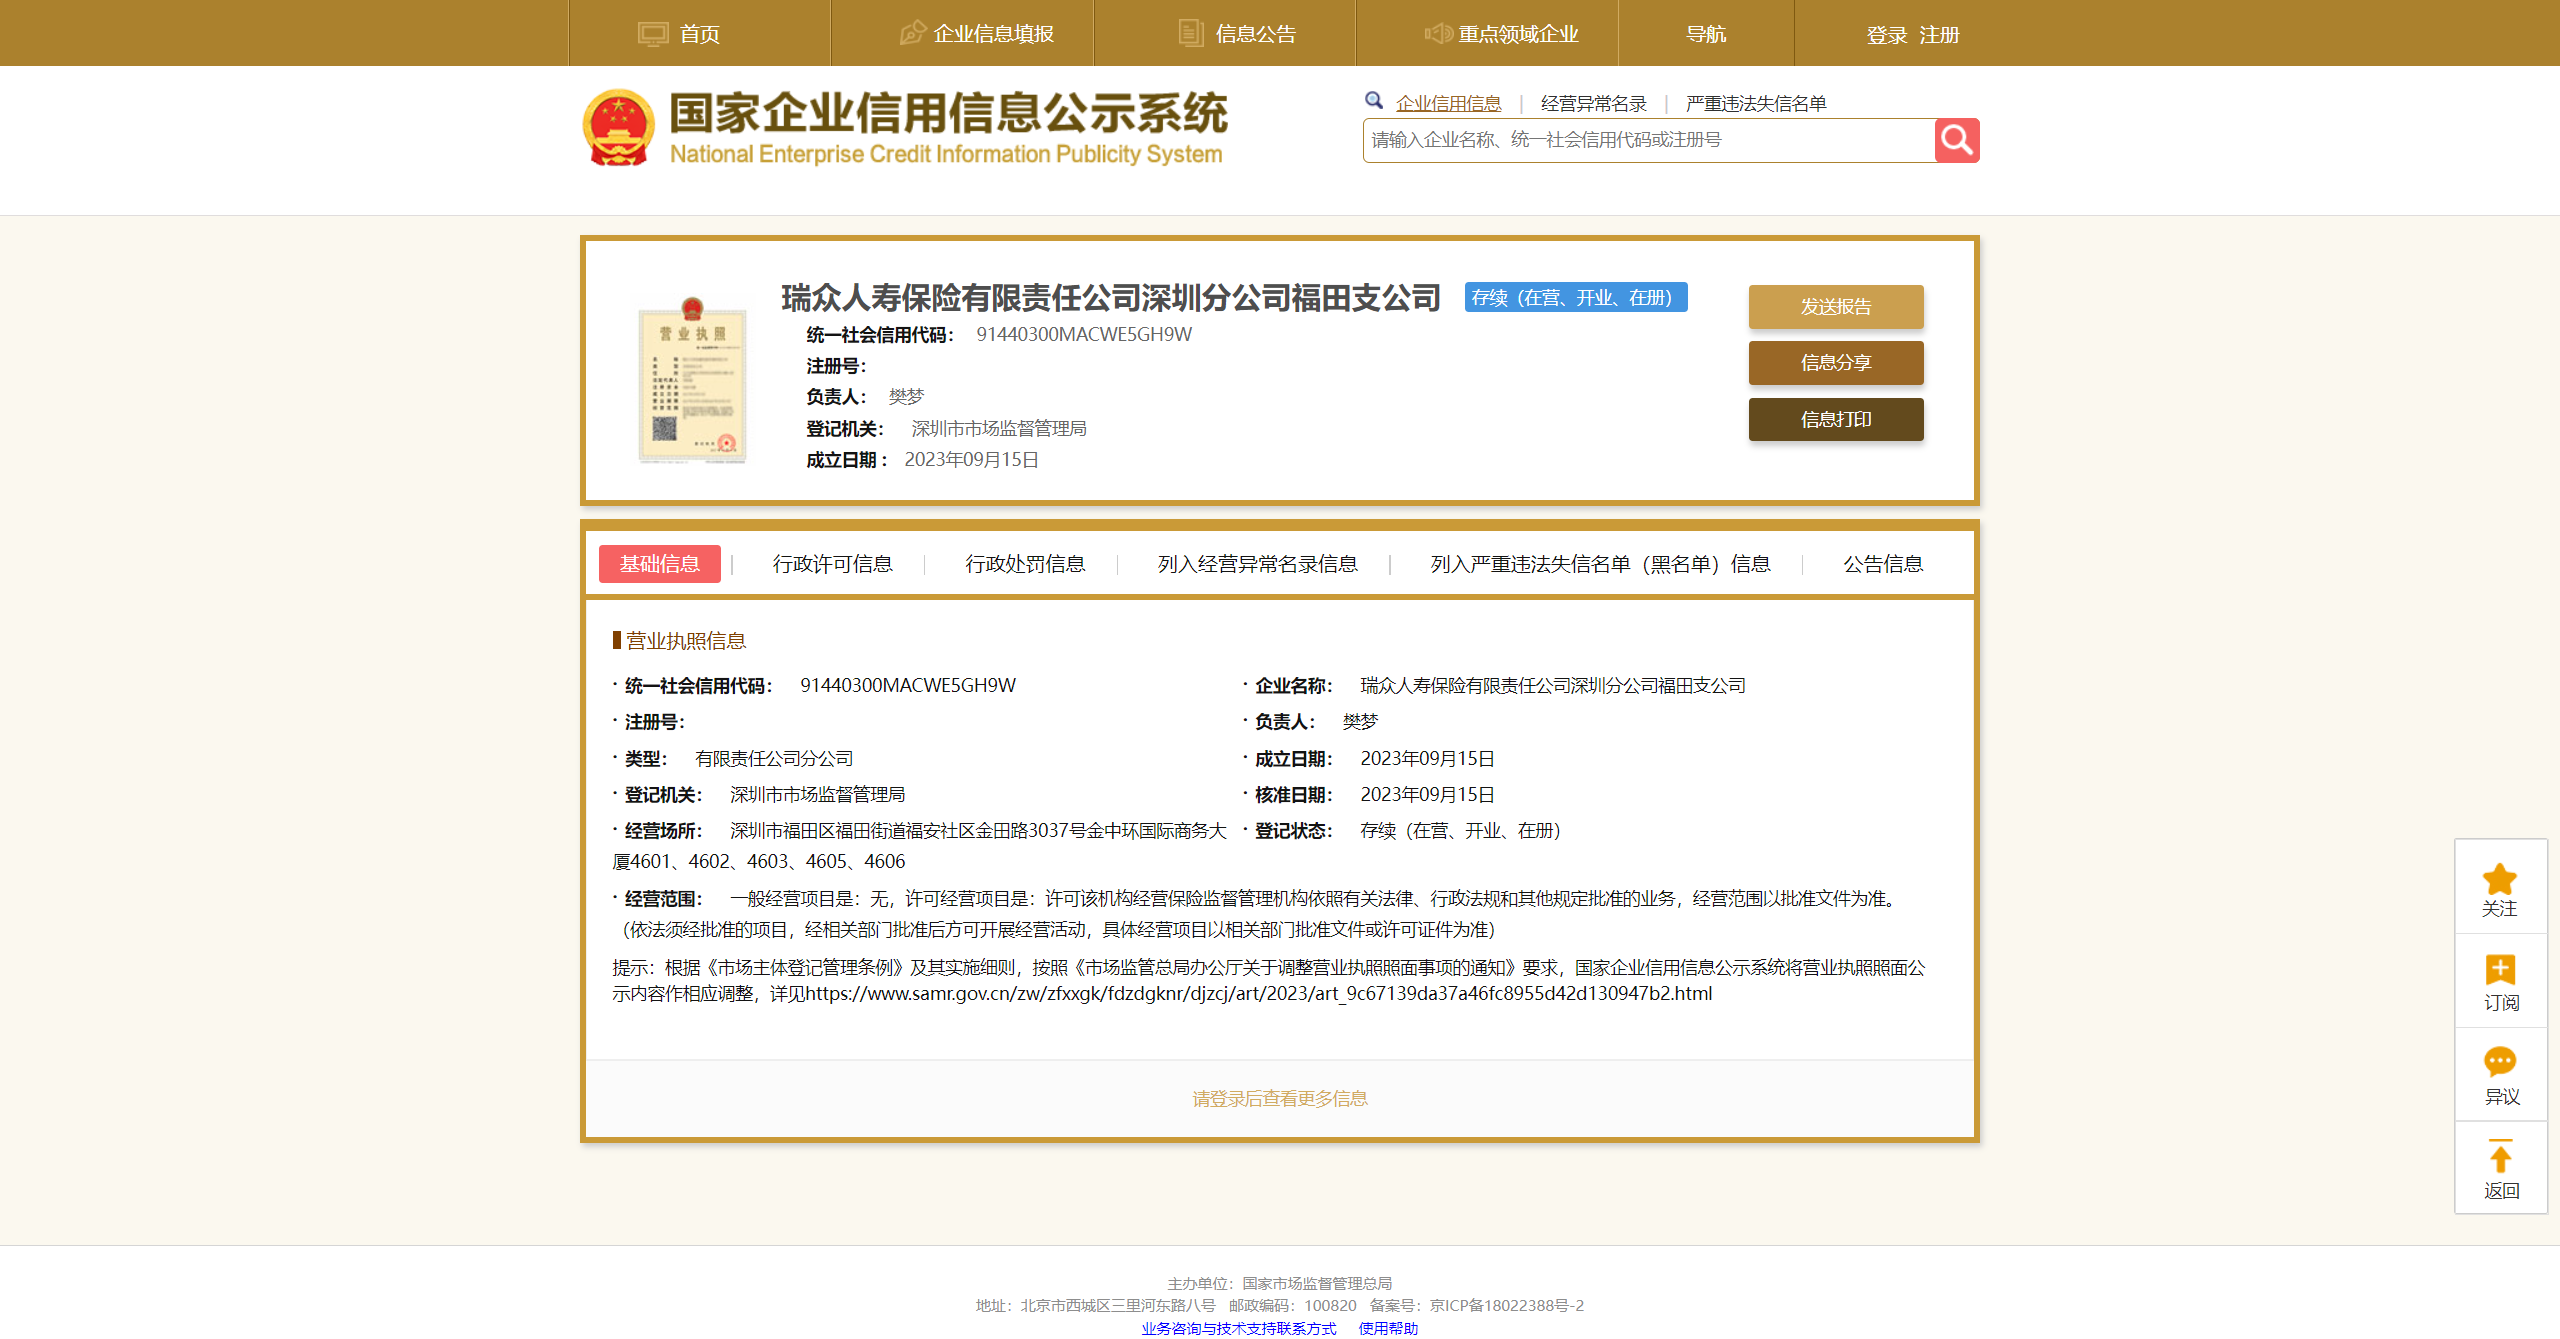 首页
企业信息填报
信息公告
重点领域企业
导航
登录 注册
国家企业信用信息公示系统
National Enterprise Credit Information Publicity System
企业信用信息 | 经营异常名录 | 严重违法失信名单
请输入企业名称、统一社会信用代码或注册号
营业执照
瑞众人寿保险有限责任公司深圳分公司福田支公司
存续（在营、开业、在册）
统一社会信用代码： 91440300MACWE5GH9W
注册号：
负责人： 樊梦
登记机关： 深圳市市场监督管理局
成立日期： 2023年09月15日
发送报告
信息分享
信息打印
基础信息
行政许可信息
行政处罚信息
列入经营异常名录信息
列入严重违法失信名单（黑名单）信息
公告信息
营业执照信息
· 统一社会信用代码： 91440300MACWE5GH9W
· 企业名称： 瑞众人寿保险有限责任公司深圳分公司福田支公司
· 注册号：
· 负责人： 樊梦
· 类型： 有限责任公司分公司
· 成立日期： 2023年09月15日
· 登记机关： 深圳市市场监督管理局
· 核准日期： 2023年09月15日
· 经营场所： 深圳市福田区福田街道福安社区金田路3037号金中环国际商务大
厦4601、4602、4603、4605、4606
· 登记状态： 存续（在营、开业、在册）
· 经营范围： 一般经营项目是：无，许可经营项目是：许可该机构经营保险监督管理机构依照有关法律、行政法规和其他规定批准的业务，经营范围以批准文件为准。
（依法须经批准的项目，经相关部门批准后方可开展经营活动，具体经营项目以相关部门批准文件或许可证件为准）
提示：根据《市场主体登记管理条例》及其实施细则，按照《市场监管总局办公厅关于调整营业执照照面事项的通知》要求，国家企业信用信息公示系统将营业执照照面公
示内容作相应调整，详见https://www.samr.gov.cn/zw/zfxxgk/fdzdgknr/djzcj/art/2023/art_9c67139da37a46fc8955d42d130947b2.html
请登录后查看更多信息
关注
订阅
异议
返回
主办单位：国家市场监督管理总局
地址：北京市西城区三里河东路八号 邮政编码：100820 备案号：京ICP备18022388号-2
业务咨询与技术支持联系方式 使用帮助